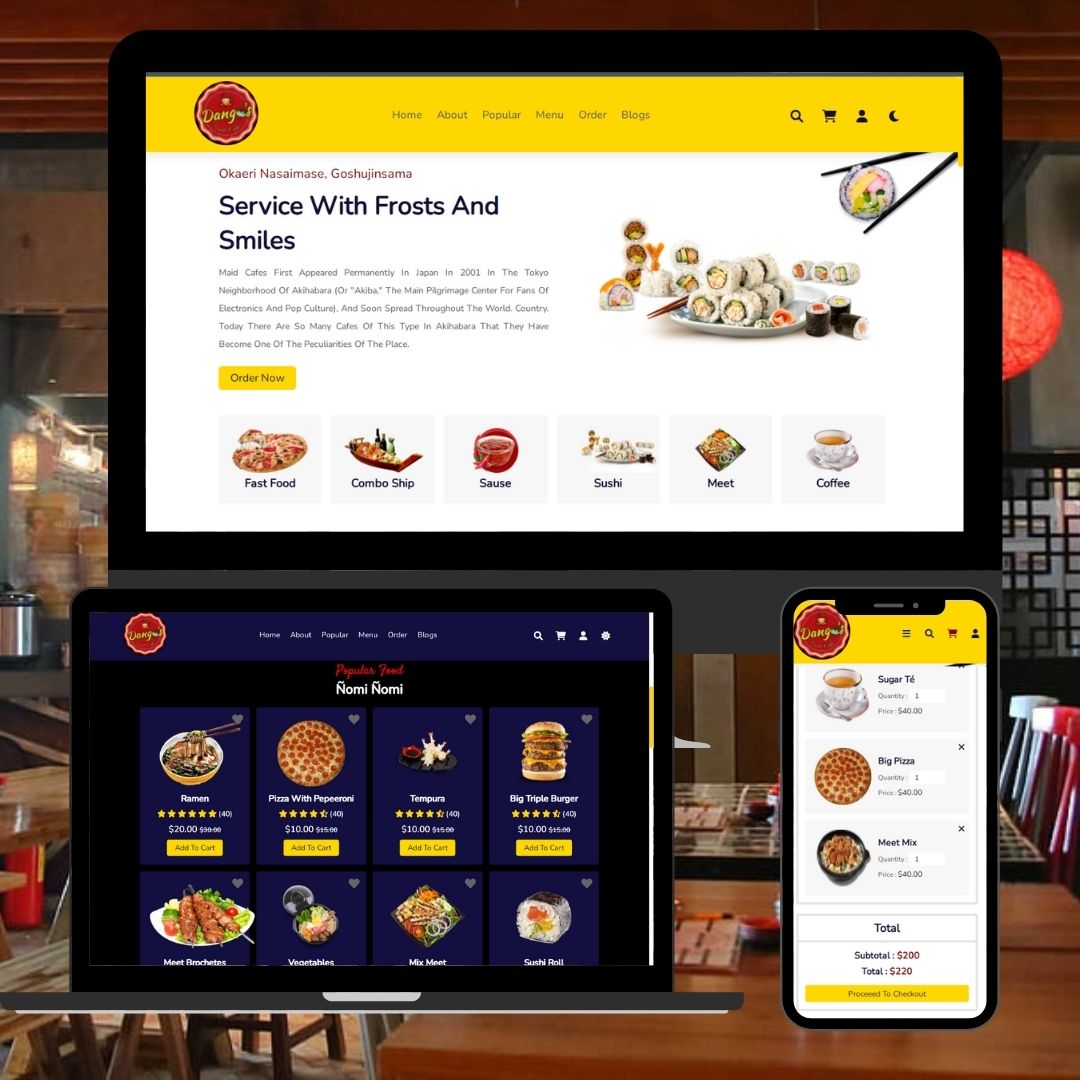 Dango's
Home About Popular Menu Order Blogs
Okaeri Nasaimase, Goshujinsama
Service With Frosts And
Smiles
Maid Cafes First Appeared Permanently In Japan In 2001 In The Tokyo
Neighborhood Of Akihabara (Or "Akiba," The Main Pilgrimage Center For Fans Of
Electronics And Pop Culture), And Soon Spread Throughout The World. Country.
Today There Are So Many Cafes Of This Type In Akihabara That They Have
Become One Of The Peculiarities Of The Place.
Order Now
Fast Food Combo Ship Sause Sushi Meet Coffee
Dango's
Home About Popular Menu Order Blogs
Popular Food
Ñomi Ñomi
Ramen Pizza With Pepeeroni Tempura Big Triple Burger
(40) (40) (40) (40)
$20.00 $30.00 $10.00 $15.00 $10.00 $15.00 $10.00 $15.00
Add To Cart Add To Cart Add To Cart Add To Cart
Meet Brochetes Vegetables Mix Meet Sushi Roll
Dango's
Sugar Té
Quantity : 1
Price : $40.00
Big Pizza
Quantity : 1
Price : $40.00
Meet Mix
Quantity : 1
Price : $40.00
Total
Subtotal : $200
Total : $220
Proceeed To Checkout